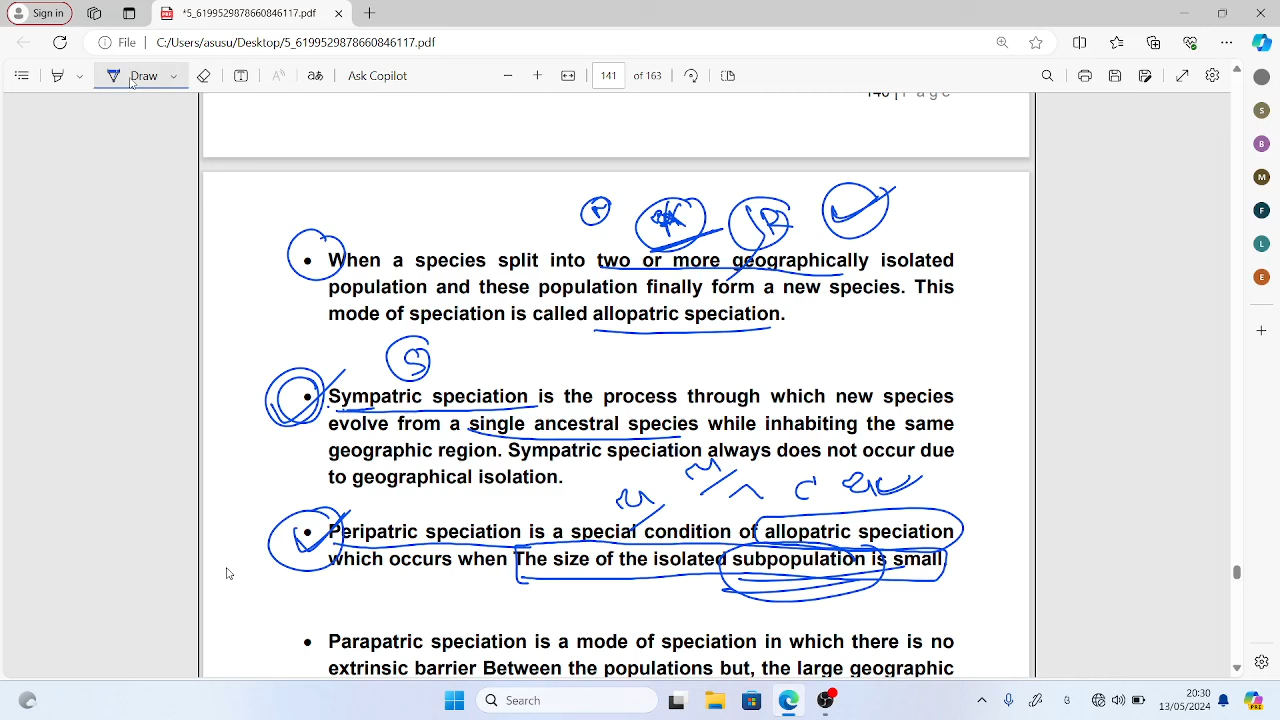 Sign in
*5_6199529878660846117.pdf
File C:/Users/asusu/Desktop/5_6199529878660846117.pdf
Draw
Ask Copilot
141 of 163
140 | P a g e
S B M F L E
When a species split into two or more geographically isolated
population and these population finally form a new species. This
mode of speciation is called allopatric speciation.
S
• Sympatric speciation is the process through which new species
evolve from a single ancestral species while inhabiting the same
geographic region. Sympatric speciation always does not occur due
to geographical isolation.
• Peripatric speciation is a special condition of allopatric speciation
which occurs when The size of the isolated subpopulation is small.
• Parapatric speciation is a mode of speciation in which there is no
extrinsic barrier Between the populations but, the large geographic
Search
20:30
13/05/2024